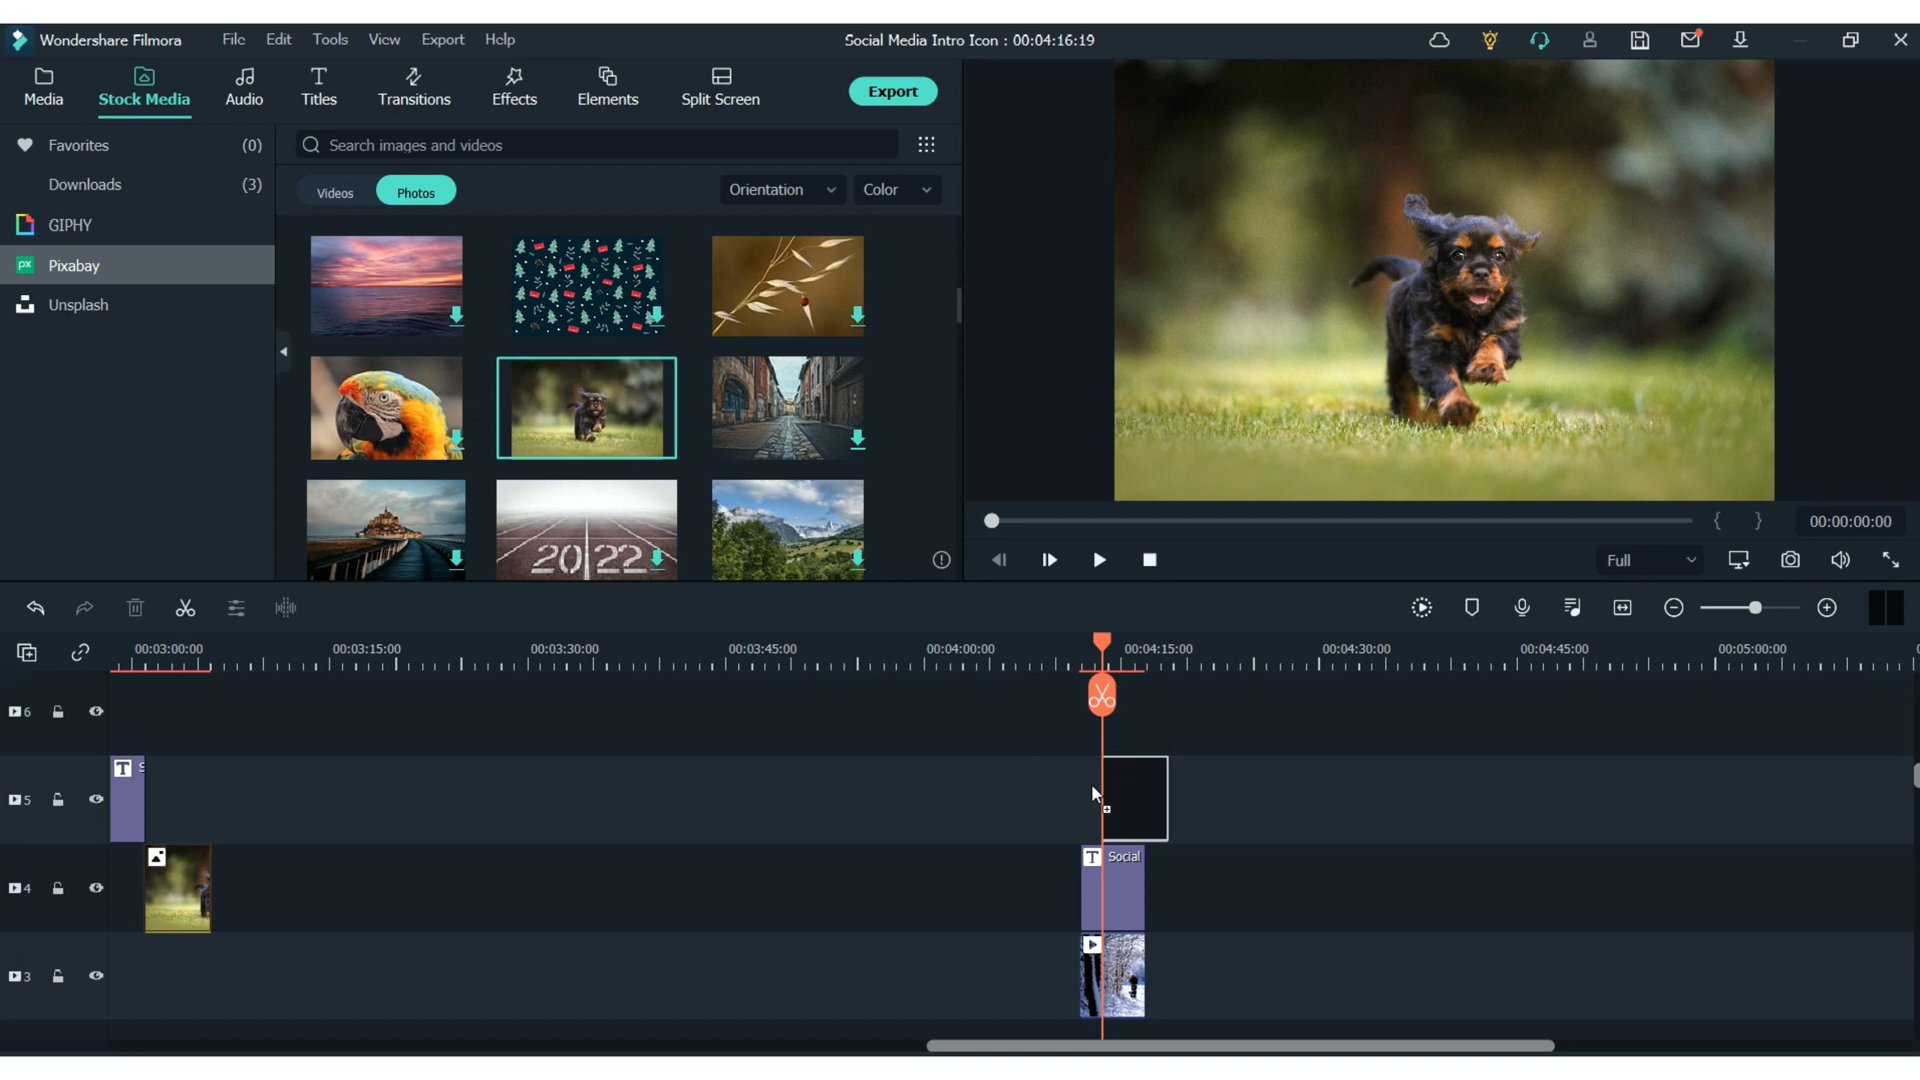 Wondershare Filmora File Edit Tools View Export Help Social Media Intro Icon : 00:04:16:19
Media Stock Media Audio Titles Transitions Effects Elements Split Screen Export
Favorites (0)
Downloads (3)
GIPHY
px Pixabay
Unsplash
Search images and videos
Videos Photos Orientation Color
2022
00:00:00:00
Full
00:03:00:00 00:03:15:00 00:03:30:00 00:03:45:00 00:04:00:00 00:04:15:00 00:04:30:00 00:04:45:00 00:05:00:00
6
T S
5
T Social
4
3